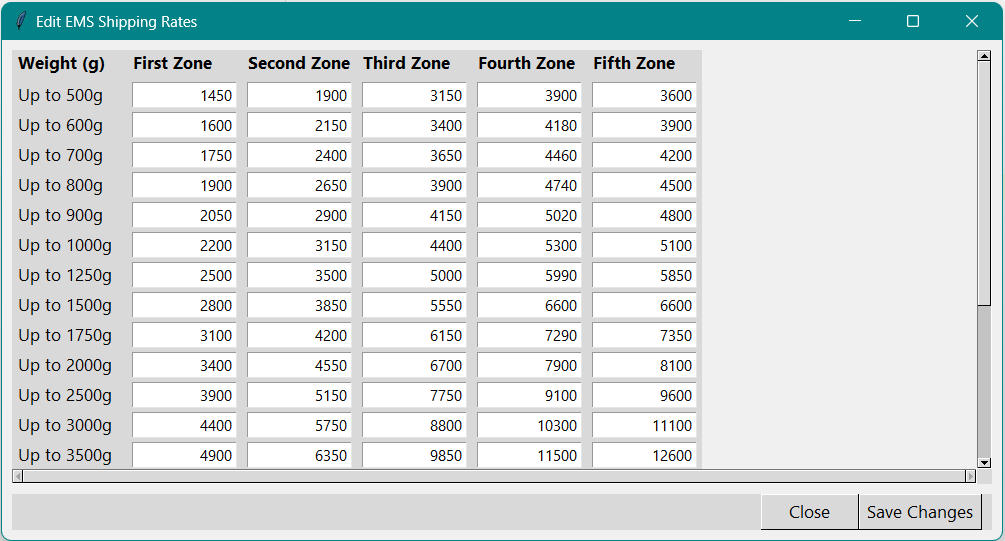 Edit EMS Shipping Rates
Weight (g) First Zone Second Zone Third Zone Fourth Zone Fifth Zone
Up to 500g 1450 1900 3150 3900 3600
Up to 600g 1600 2150 3400 4180 3900
Up to 700g 1750 2400 3650 4460 4200
Up to 800g 1900 2650 3900 4740 4500
Up to 900g 2050 2900 4150 5020 4800
Up to 1000g 2200 3150 4400 5300 5100
Up to 1250g 2500 3500 5000 5990 5850
Up to 1500g 2800 3850 5550 6600 6600
Up to 1750g 3100 4200 6150 7290 7350
Up to 2000g 3400 4550 6700 7900 8100
Up to 2500g 3900 5150 7750 9100 9600
Up to 3000g 4400 5750 8800 10300 11100
Up to 3500g 4900 6350 9850 11500 12600
Close Save Changes